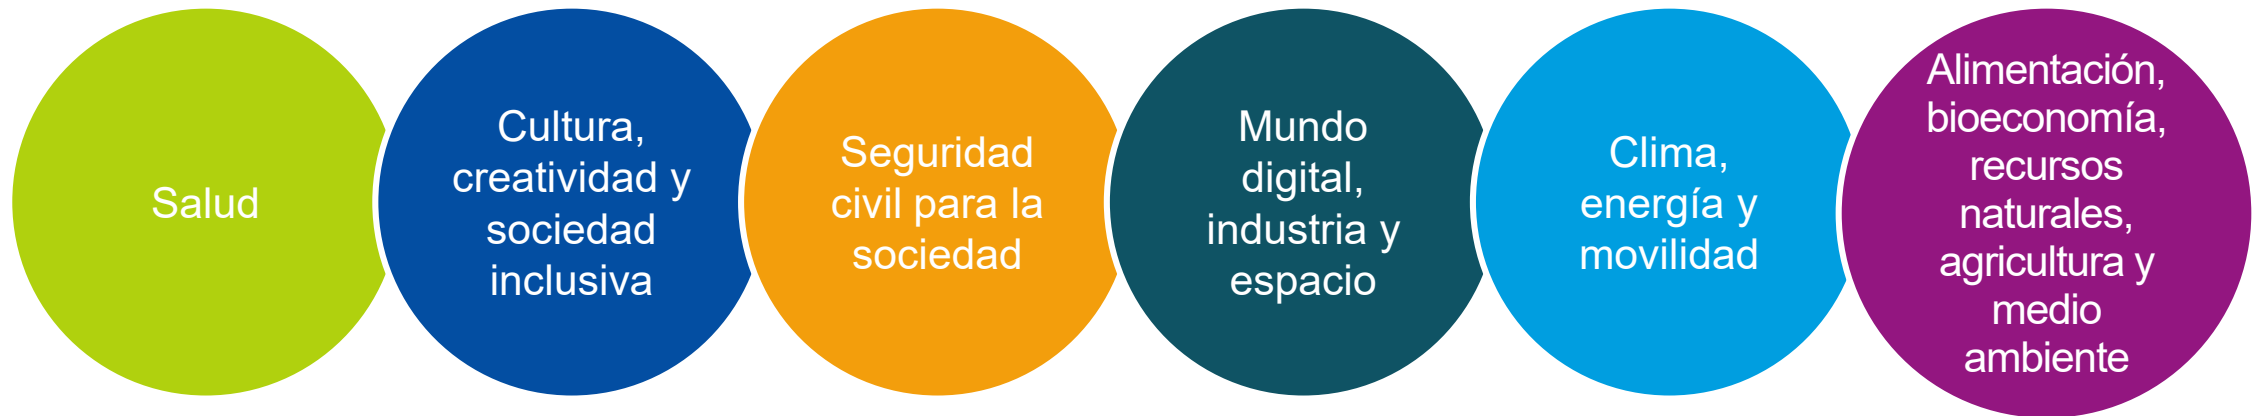 Salud
Cultura,
creatividad y
sociedad
inclusiva
Seguridad
civil para la
sociedad
Mundo
digital,
industria y
espacio
Clima,
energía y
movilidad
Alimentación,
bioeconomía,
recursos
naturales,
agricultura y
medio
ambiente